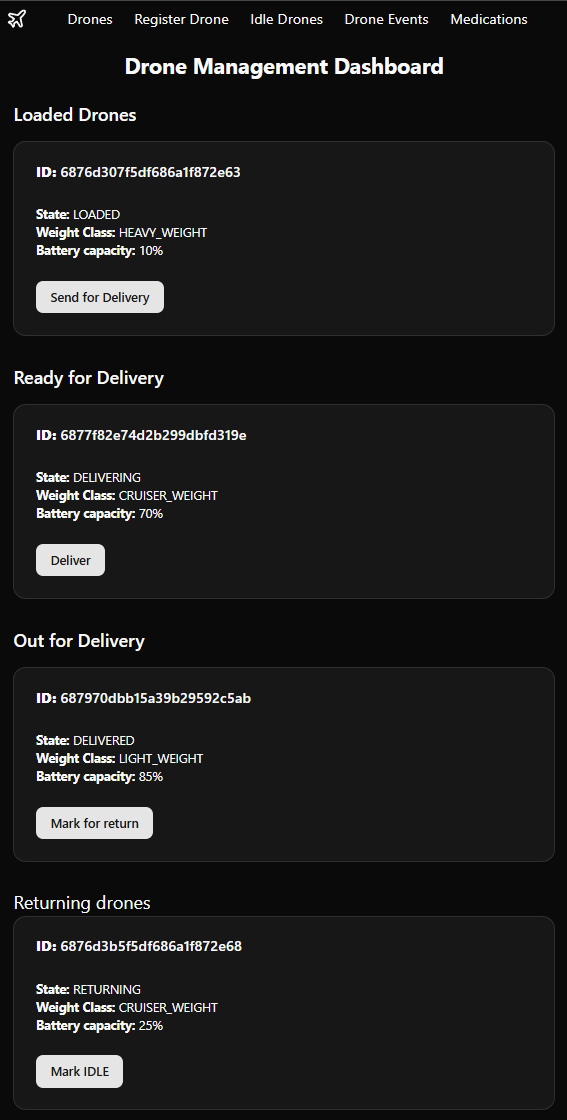 Drones Register Drone Idle Drones Drone Events Medications
Drone Management Dashboard
Loaded Drones
ID: 6876d307f5df686a1f872e63
State: LOADED
Weight Class: HEAVY_WEIGHT
Battery capacity: 10%
Send for Delivery
Ready for Delivery
ID: 6877f82e74d2b299dbfd319e
State: DELIVERING
Weight Class: CRUISER_WEIGHT
Battery capacity: 70%
Deliver
Out for Delivery
ID: 687970dbb15a39b29592c5ab
State: DELIVERED
Weight Class: LIGHT_WEIGHT
Battery capacity: 85%
Mark for return
Returning drones
ID: 6876d3b5f5df686a1f872e68
State: RETURNING
Weight Class: CRUISER_WEIGHT
Battery capacity: 25%
Mark IDLE